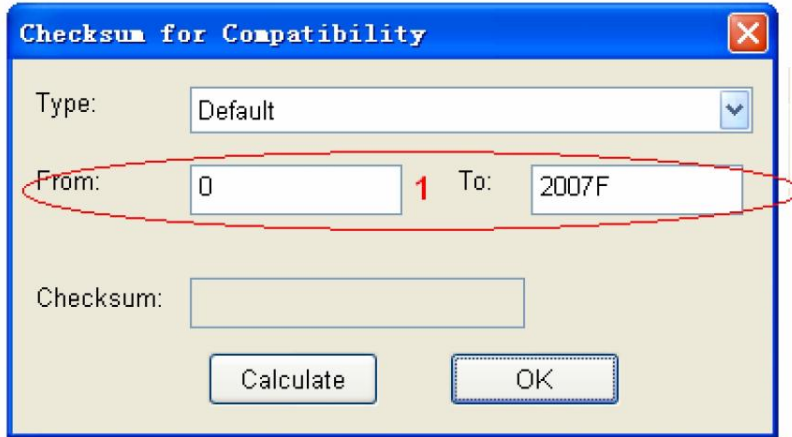 Checksum for Compatibility
Type: Default
From: 0 1 To: 2007F
Checksum:
Calculate OK